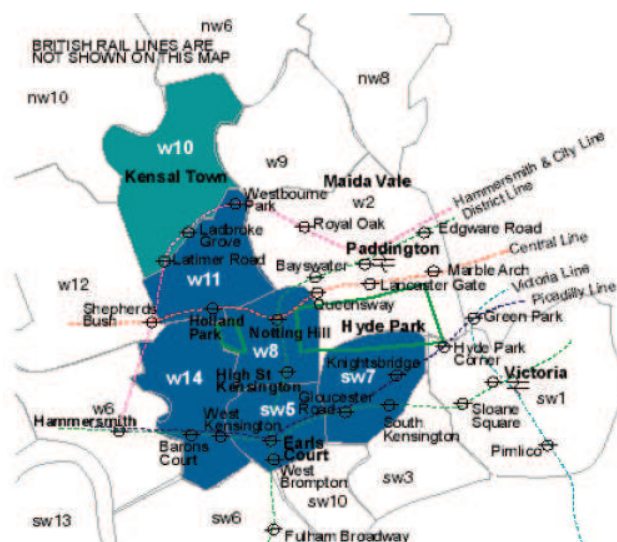 nw6
BRITISH RAIL LINES ARE
NOT SHOWN ON THIS MAP
nw10
nw8
w10
Kensal Town
w9
Maida Vale
Hammersmith & City Line
District Line
Westbourne
Park
w2
Royal Oak
Edgware Road
Ladbroke
Grove
Paddington
Central Line
Latimer Road
Bayswater
Marble Arch
w12
w11
Lancaster Gate
Victoria Line
Picadilly Line
Queensway
Shepherds
Bush
Holland
Park
Notting Hill
Hyde Park
Green Park
w8
Hyde Park
Corner
w14
High St
Kensington
Knightsbridge
sw7
Victoria
w6
sw5
Gloucester
Road
sw1
Hammersmith
West
Kensington
Sloane
Square
Barons
Court
Earls
Court
South
Kensington
Pimlico
West
Brompton
sw3
sw10
sw13
sw6
Fulham Broadway